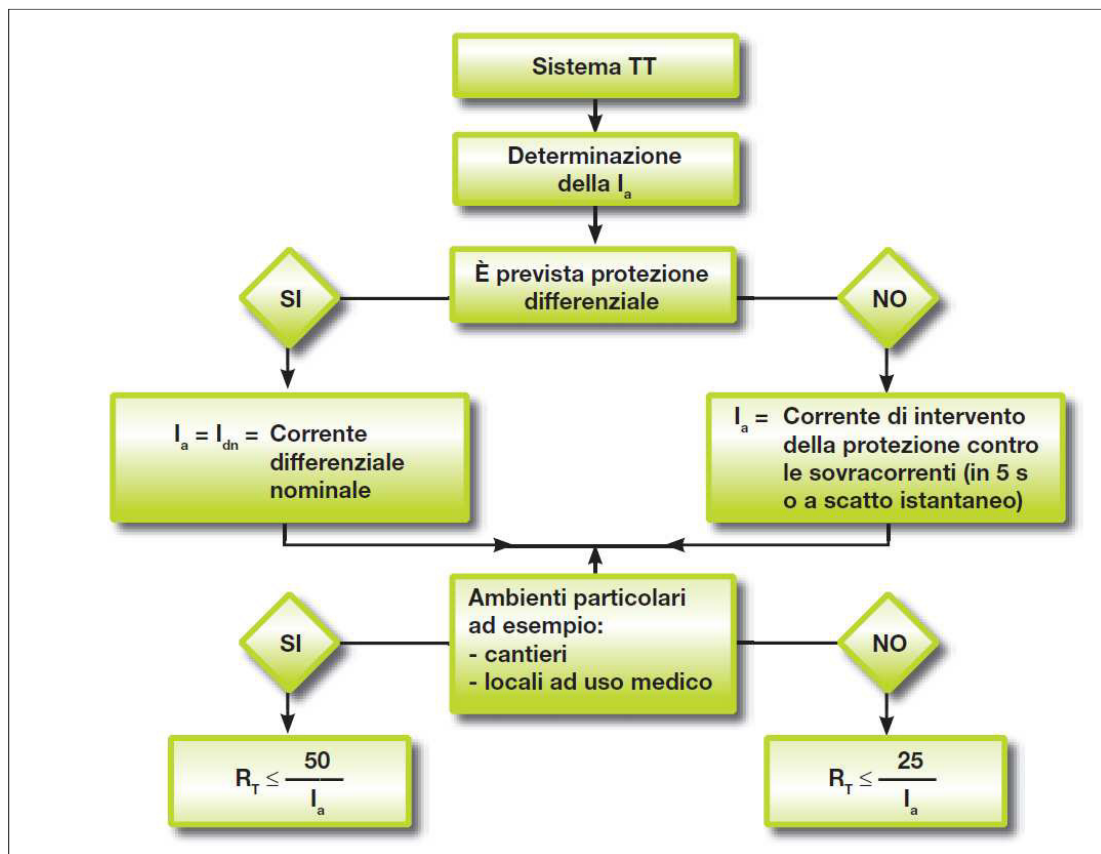 Sistema TT
Determinazione
della Ia
È prevista protezione
differenziale
SI
NO
Ia = Idn = Corrente
differenziale
nominale
Ia = Corrente di intervento
della protezione contro
le sovracorrenti (in 5 s
o a scatto istantaneo)
Ambienti particolari
ad esempio:
- cantieri
- locali ad uso medico
SI
NO
RT ≤ 50
Ia
RT ≤ 25
Ia